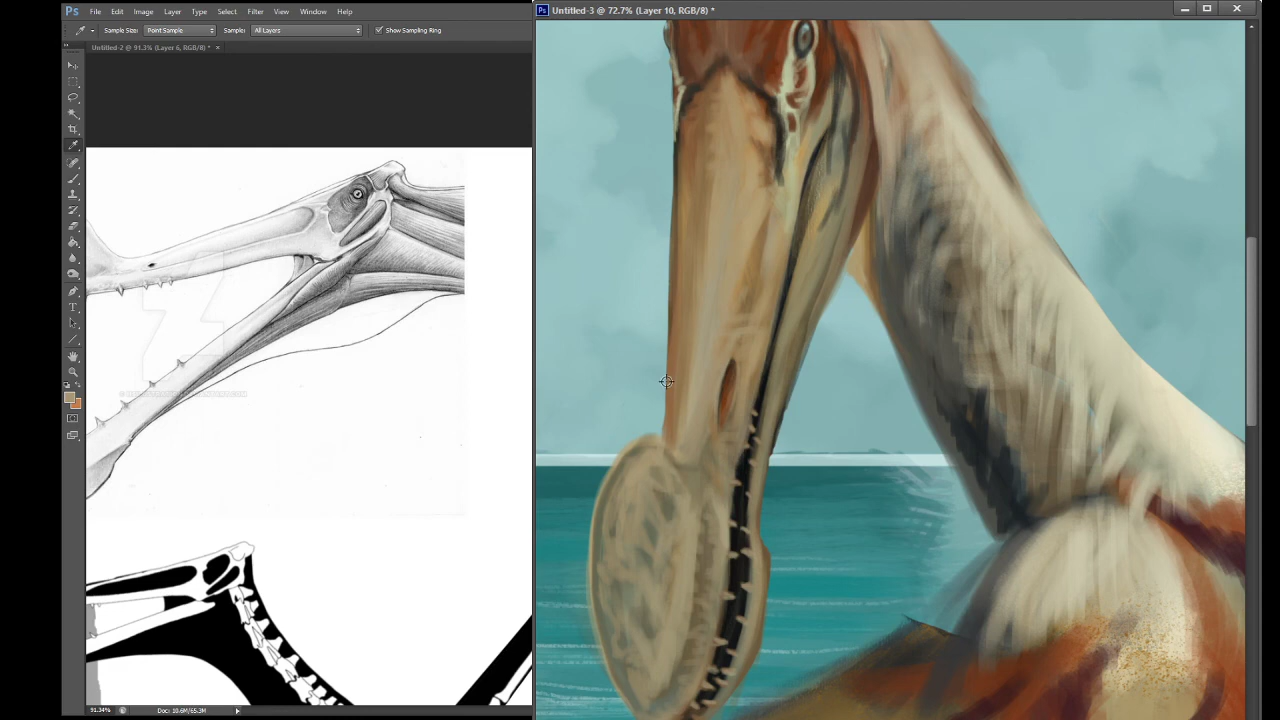 Ps File Edit Image Layer Type Select Filter View Window Help
Sample Size: Point Sample Sample: All Layers Show Sampling Ring
Untitled-2 @ 91.3% (Layer 6, RGB/8) * ×
Ps Untitled-3 @ 72.7% (Layer 10, RGB/8) *
91.34% Doc: 18.6M/65.3M